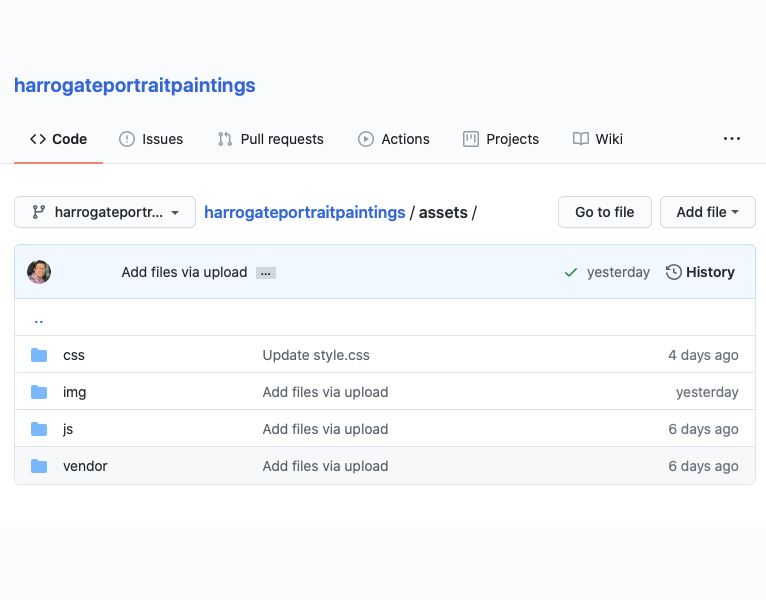 harrogateportraitpaintings
Code Issues Pull requests Actions Projects Wiki ...
harrogateportr... harrogateportraitpaintings / assets / Go to file Add file
Add files via upload ... yesterday History
..
css Update style.css 4 days ago
img Add files via upload yesterday
js Add files via upload 6 days ago
vendor Add files via upload 6 days ago